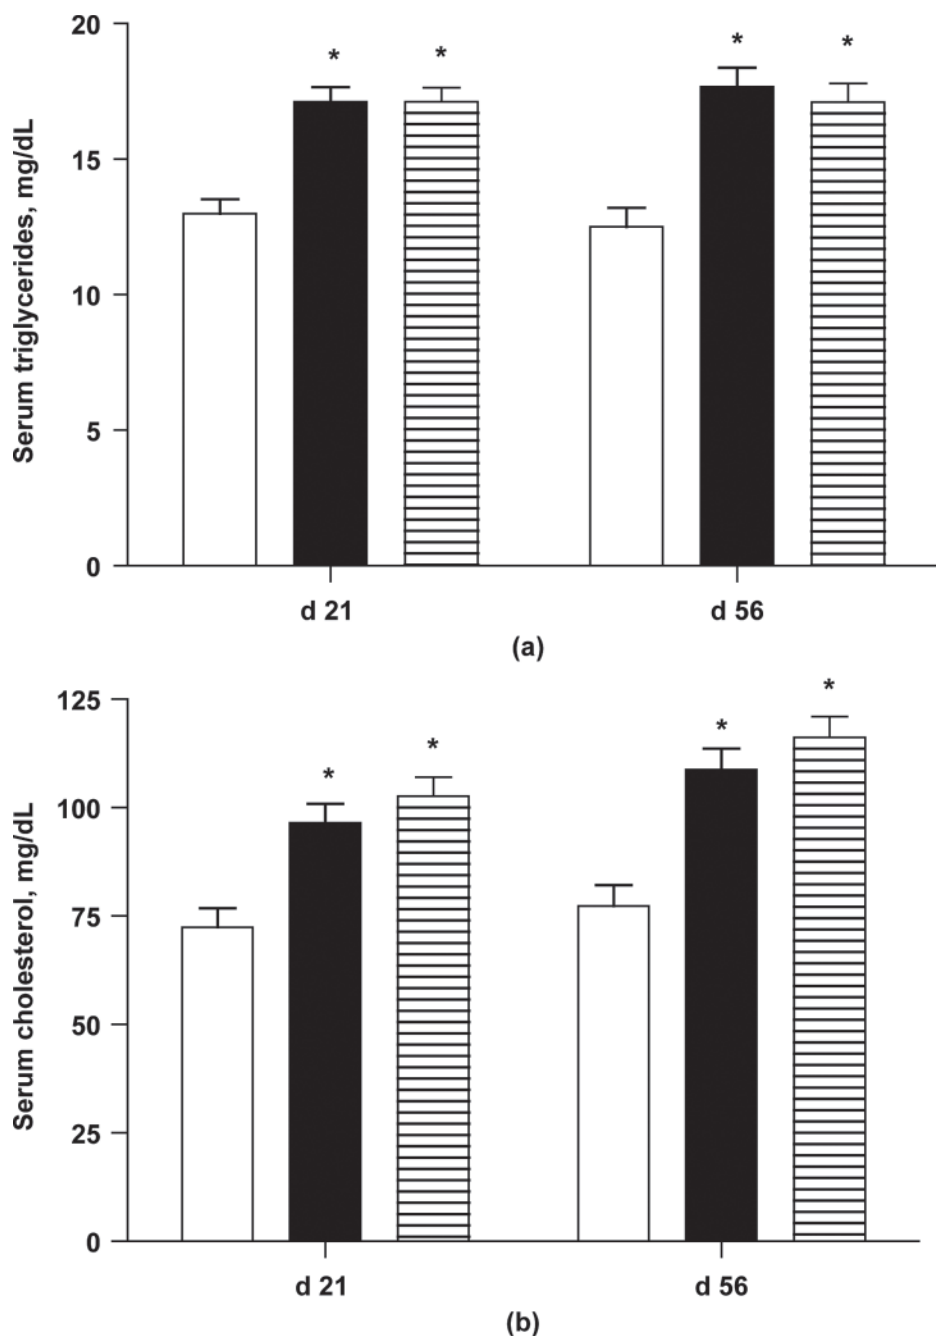 Serum triglycerides, mg/dL
20
15
10
5
0
* * * *
d 21 d 56
(a)
Serum cholesterol, mg/dL
125
100
75
50
25
0
* * * *
d 21 d 56
(b)